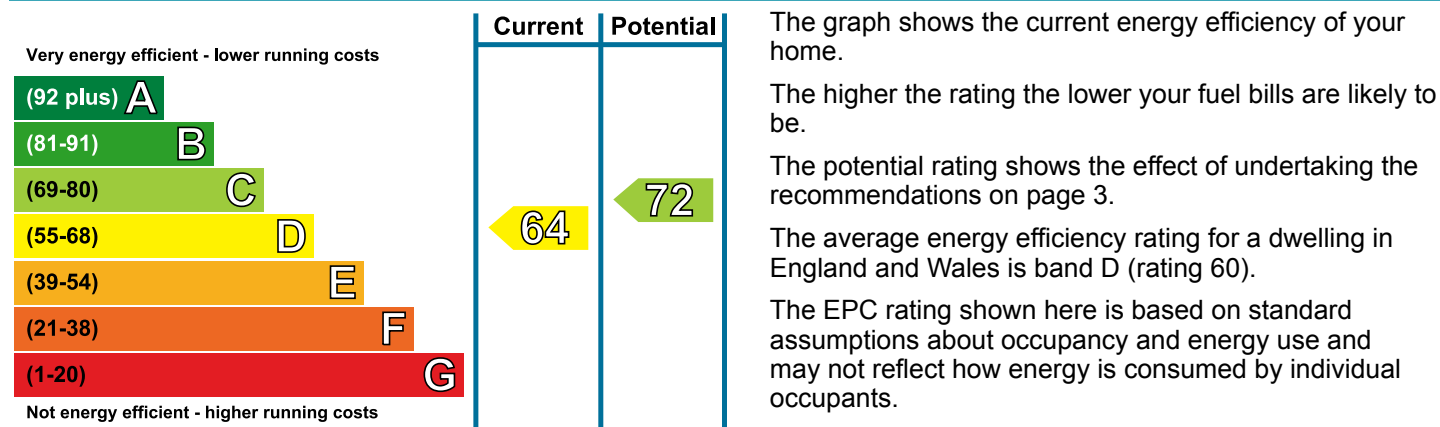 Current Potential
Very energy efficient - lower running costs
(92 plus) A
(81-91) B
(69-80) C
(55-68) D
(39-54) E
(21-38) F
(1-20) G
Not energy efficient - higher running costs
64
72
The graph shows the current energy efficiency of your
home.
The higher the rating the lower your fuel bills are likely to
be.
The potential rating shows the effect of undertaking the
recommendations on page 3.
The average energy efficiency rating for a dwelling in
England and Wales is band D (rating 60).
The EPC rating shown here is based on standard
assumptions about occupancy and energy use and
may not reflect how energy is consumed by individual
occupants.